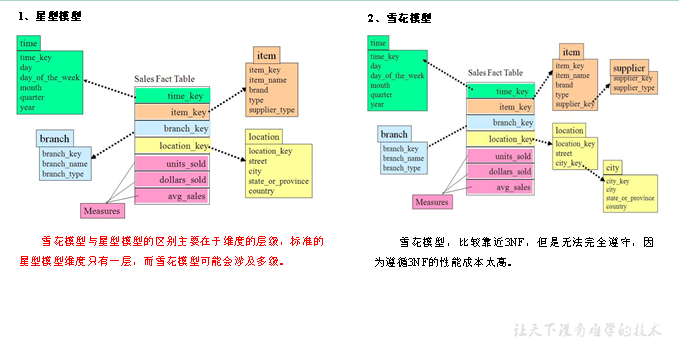 1、星型模型
time
time_key
day
day_of_the_week
month
quarter
year
Sales Fact Table
time_key
item_key
branch_key
location_key
units_sold
dollars_sold
avg_sales
Measures
item
item_key
item_name
brand
type
supplier_type
branch
branch_key
branch_name
branch_type
location
location_key
street
city
state_or_province
country
雪花模型与星型模型的区别主要在于维度的层级，标准的
星型模型维度只有一层，而雪花模型可能会涉及多级。
2、雪花模型
time
time_key
day
day_of_the_week
month
quarter
year
Sales Fact Table
time_key
item_key
branch_key
location_key
units_sold
dollars_sold
avg_sales
Measures
item
item_key
item_name
brand
type
supplier_key
supplier
supplier_key
supplier_type
branch
branch_key
branch_name
branch_type
location
location_key
street
city_key
city
city_key
city
state_or_province
country
雪花模型，比较靠近3NF，但是无法完全遵守，因
为遵循3NF的性能成本太高。
让天下没有难学的技术